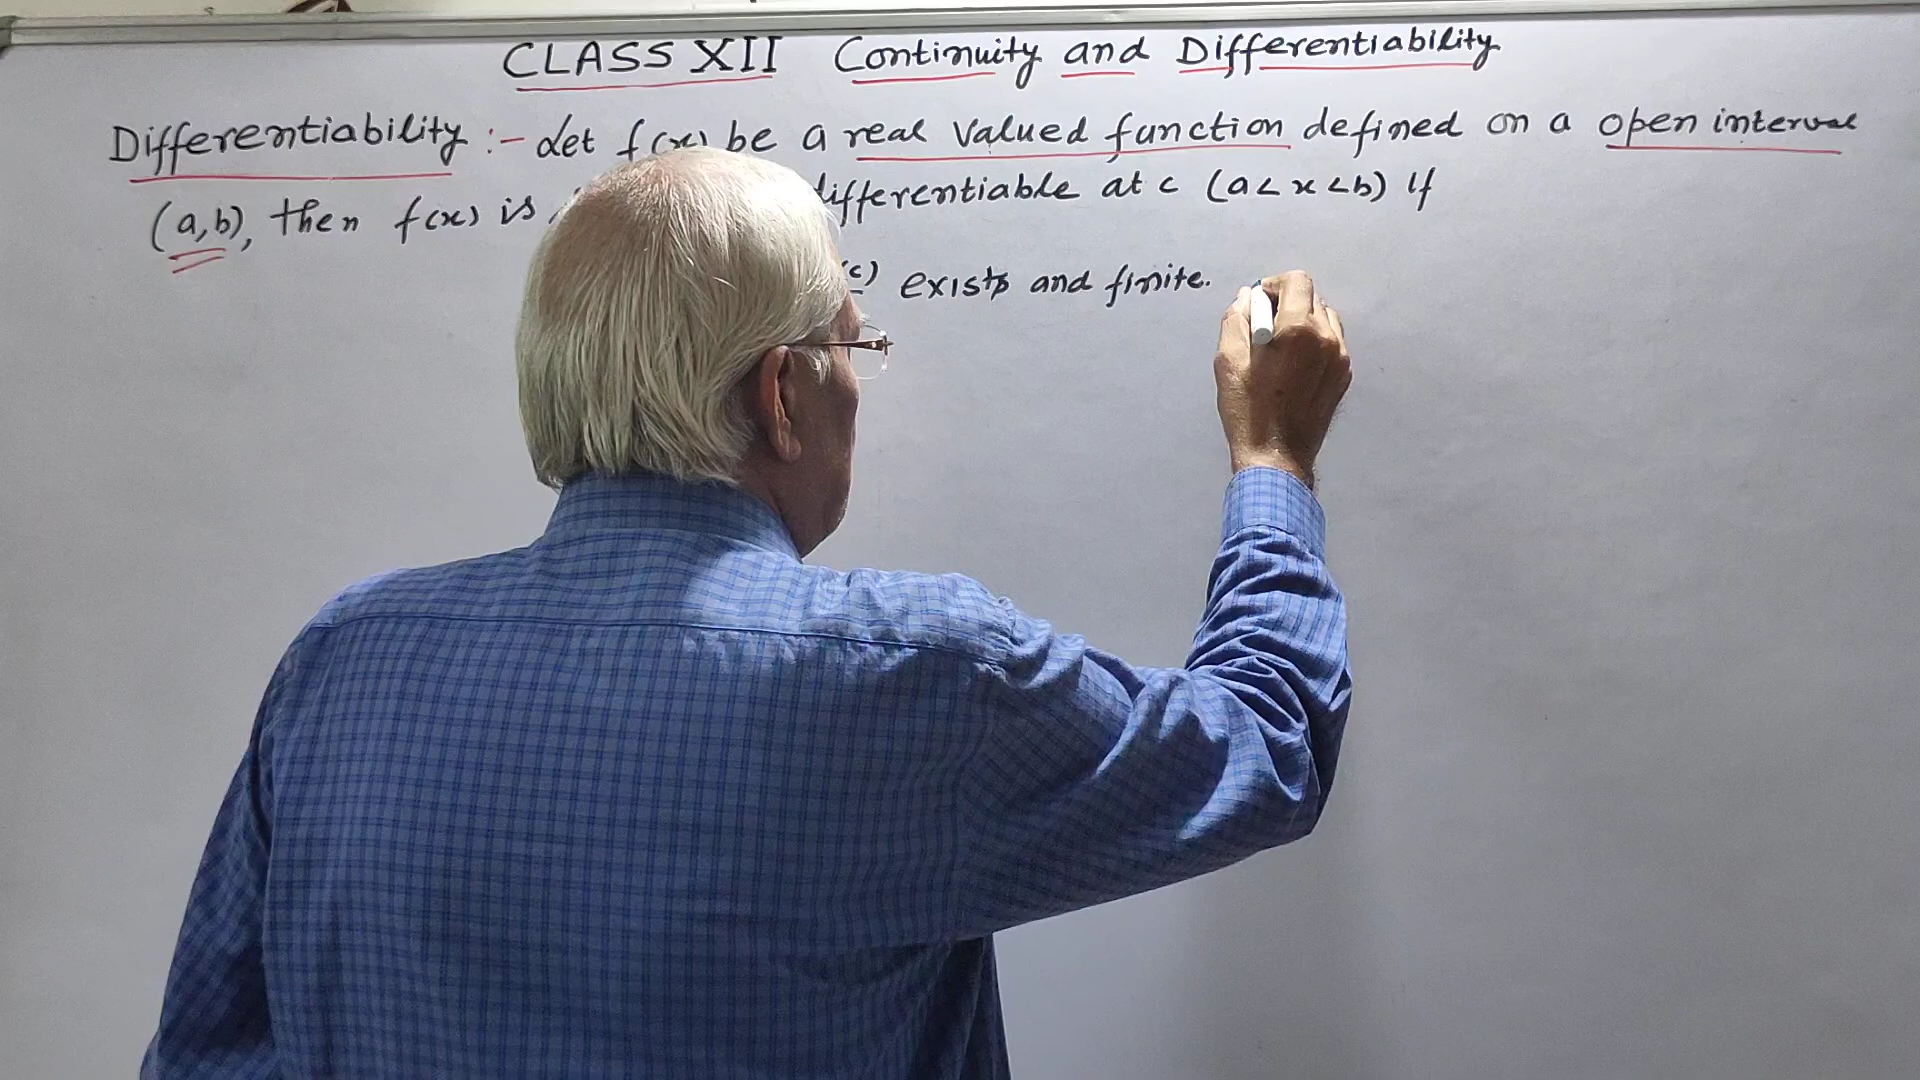 CLASS XII Continuity and Differentiability
Differentiability :- Let f(x) be a real valued function defined on a open interval
(a,b), then f(x) is differentiable at c (a < x < b) if
(c) exists and finite.